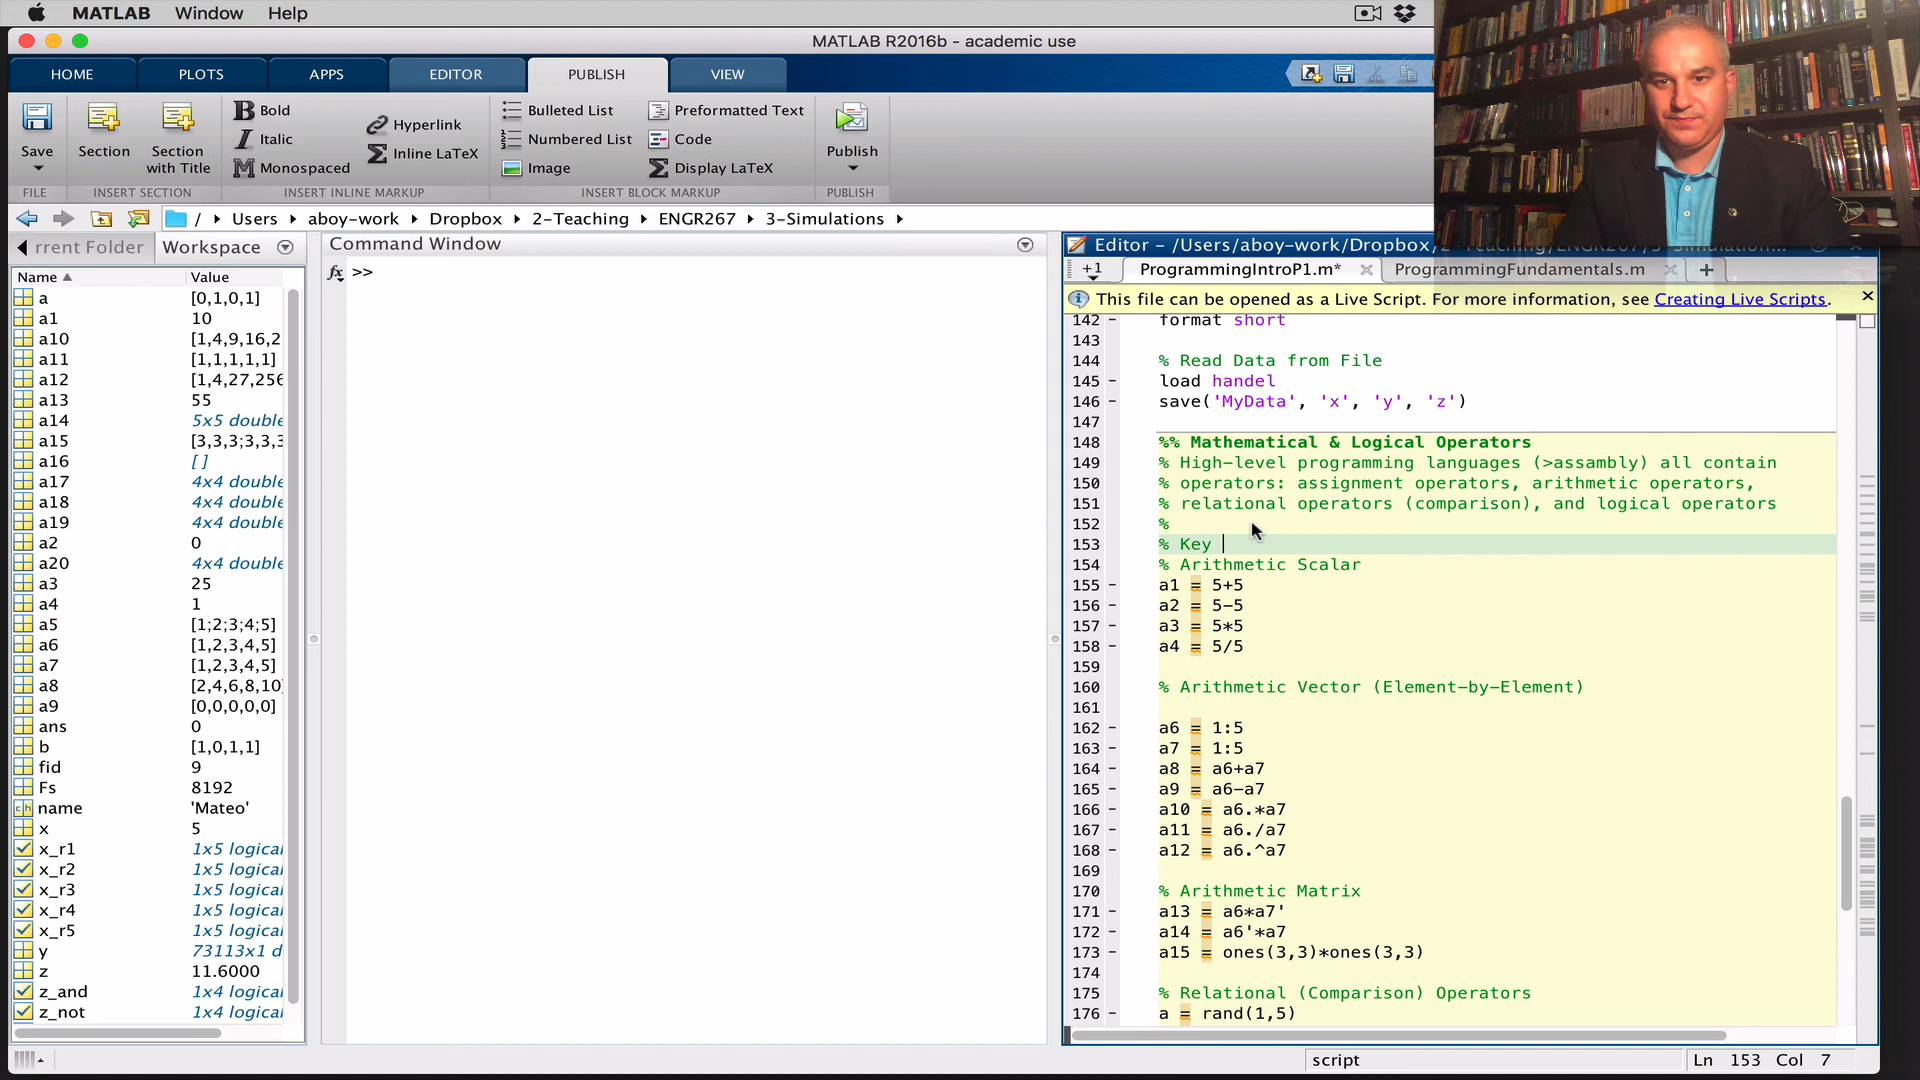 MATLAB Window Help
MATLAB R2016b - academic use
HOME PLOTS APPS EDITOR PUBLISH VIEW
Save
Section
Section with Title
Bold
Italic
Monospaced
Hyperlink
Inline LaTeX
Bulleted List
Numbered List
Image
Preformatted Text
Code
Display LaTeX
Publish
FILE INSERT SECTION INSERT INLINE MARKUP INSERT BLOCK MARKUP PUBLISH
/ Users aboy-work Dropbox 2-Teaching ENGR267 3-Simulations
rrent Folder Workspace
Name Value
a [0,1,0,1]
a1 10
a10 [1,4,9,16,2
a11 [1,1,1,1,1]
a12 [1,4,27,256
a13 55
a14 5x5 double
a15 [3,3,3;3,3,3
a16 []
a17 4x4 double
a18 4x4 double
a19 4x4 double
a2 0
a20 4x4 double
a3 25
a4 1
a5 [1;2;3;4;5]
a6 [1,2,3,4,5]
a7 [1,2,3,4,5]
a8 [2,4,6,8,10]
a9 [0,0,0,0,0]
ans 0
b [1,0,1,1]
fid 9
Fs 8192
name 'Mateo'
x 5
x_r1 1x5 logical
x_r2 1x5 logical
x_r3 1x5 logical
x_r4 1x5 logical
x_r5 1x5 logical
y 73113x1 d
z 11.6000
z_and 1x4 logical
z_not 1x4 logical
Command Window
fx >>
Editor - /Users/aboy-work/Dropbox/2-Teaching/ENGR267/3-Simulation...
+1 ProgrammingIntroP1.m* ProgrammingFundamentals.m +
This file can be opened as a Live Script. For more information, see Creating Live Scripts.
142 - format short
143
144 % Read Data from File
145 - load handel
146 - save('MyData', 'x', 'y', 'z')
147
148 %% Mathematical & Logical Operators
149 % High-level programming languages (>assambly) all contain
150 % operators: assignment operators, arithmetic operators,
151 % relational operators (comparison), and logical operators
152 %
153 % Key
154 % Arithmetic Scalar
155 - a1 = 5+5
156 - a2 = 5-5
157 - a3 = 5*5
158 - a4 = 5/5
159
160 % Arithmetic Vector (Element-by-Element)
161
162 - a6 = 1:5
163 - a7 = 1:5
164 - a8 = a6+a7
165 - a9 = a6-a7
166 - a10 = a6.*a7
167 - a11 = a6./a7
168 - a12 = a6.^a7
169
170 % Arithmetic Matrix
171 - a13 = a6*a7'
172 - a14 = a6'*a7
173 - a15 = ones(3,3)*ones(3,3)
174
175 % Relational (Comparison) Operators
176 - a = rand(1,5)
script Ln 153 Col 7